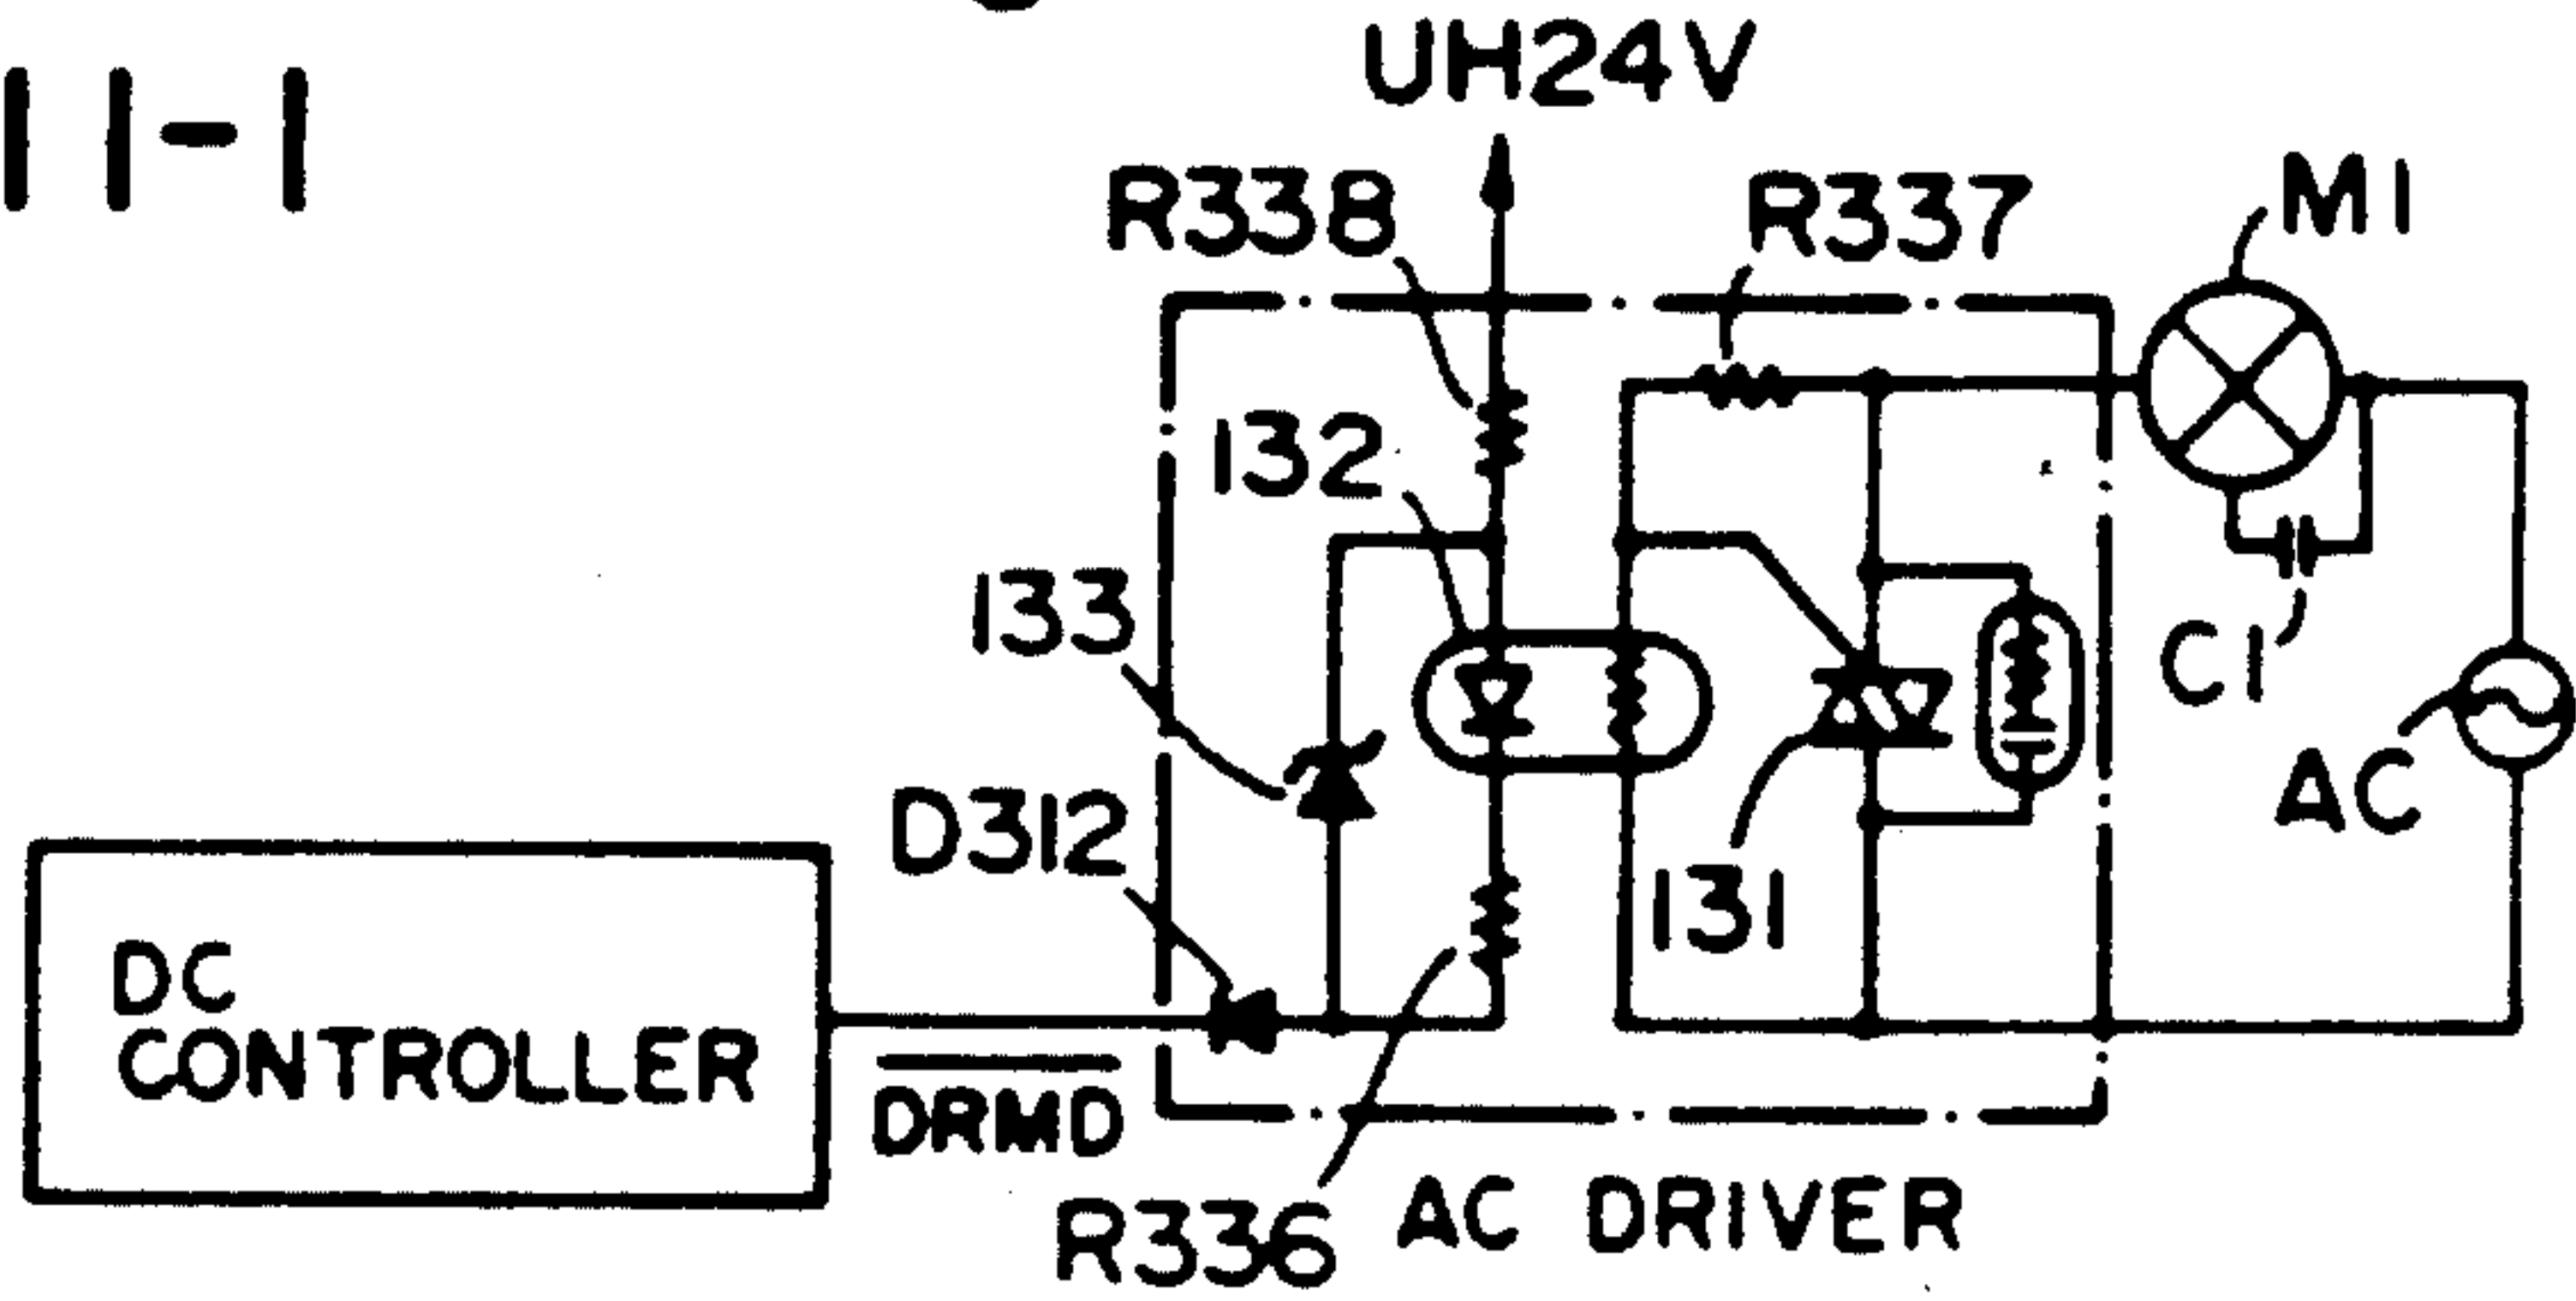 11-1
UH24V
R338
R337
M1
132
133
C1
D312
AC
131
DC
CONTROLLER
DRMD
R336
AC DRIVER